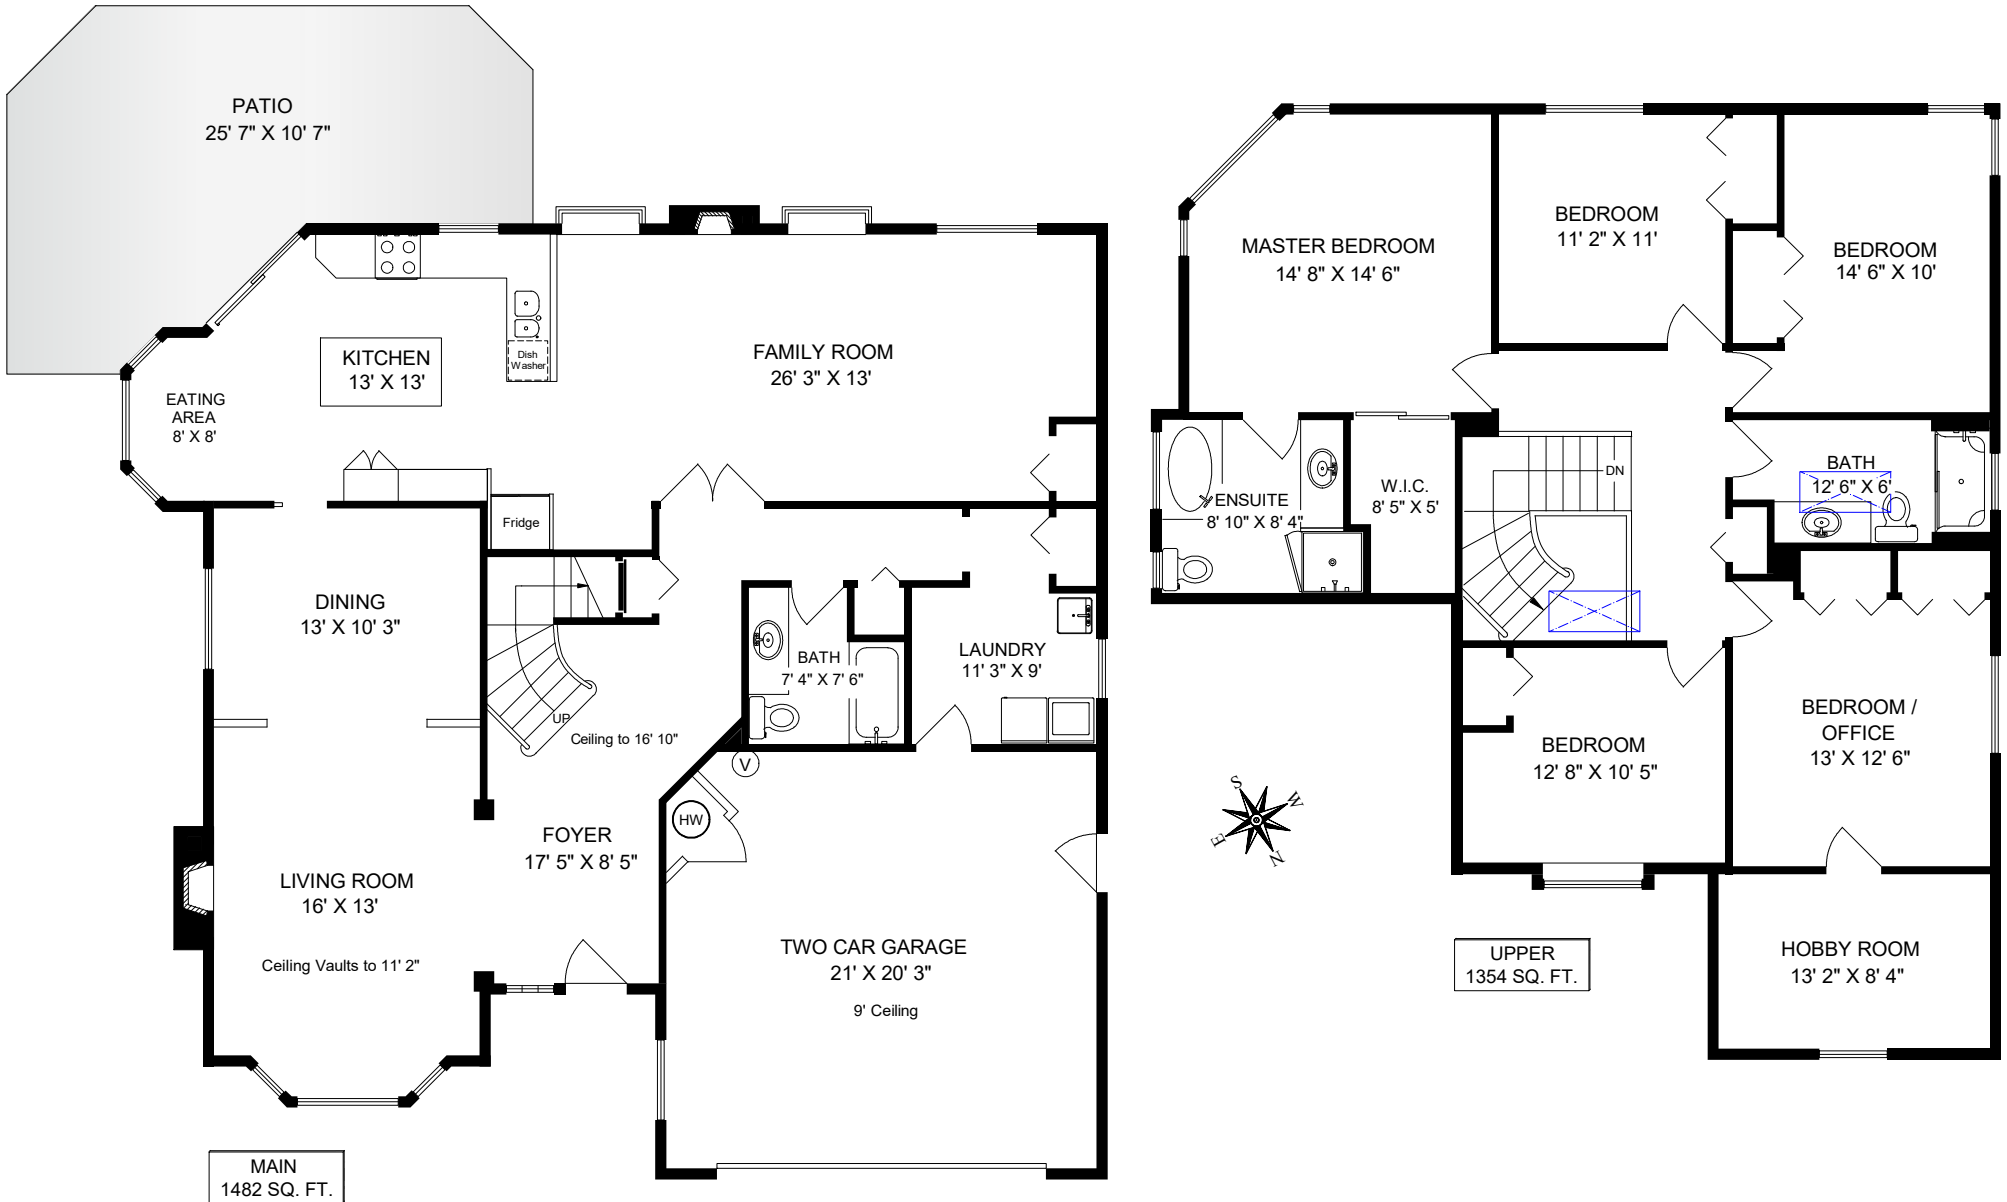 PATIO
25' 7" X 10' 7"
KITCHEN
13' X 13'
Dish
Washer
FAMILY ROOM
26' 3" X 13'
EATING
AREA
8' X 8'
Fridge
DINING
13' X 10' 3"
UP
Ceiling to 16' 10"
BATH
7' 4" X 7' 6"
LAUNDRY
11' 3" X 9'
V
HW
FOYER
17' 5" X 8' 5"
LIVING ROOM
16' X 13'
Ceiling Vaults to 11' 2"
TWO CAR GARAGE
21' X 20' 3"
9' Ceiling
MAIN
1482 SQ. FT.
MASTER BEDROOM
14' 8" X 14' 6"
BEDROOM
11' 2" X 11'
BEDROOM
14' 6" X 10'
ENSUITE
8' 10" X 8' 4"
W.I.C.
8' 5" X 5'
DN
BATH
12' 6" X 6'
BEDROOM
12' 8" X 10' 5"
BEDROOM /
OFFICE
13' X 12' 6"
S
W
E
N
UPPER
1354 SQ. FT.
HOBBY ROOM
13' 2" X 8' 4"